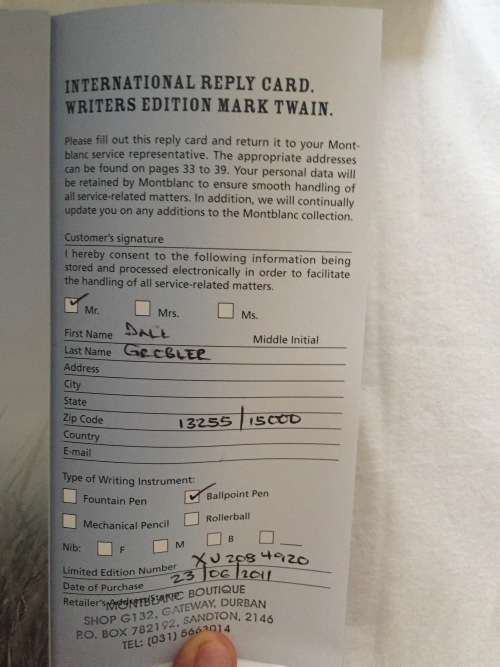 INTERNATIONAL REPLY CARD.
WRITERS EDITION MARK TWAIN.
Please fill out this reply card and return it to your Mont-
blanc service representative. The appropriate addresses
can be found on pages 33 to 39. Your personal data will
be retained by Montblanc to ensure smooth handling of
all service-related matters. In addition, we will continually
update you on any additions to the Montblanc collection.
Customer's signature
I hereby consent to the following information being
stored and processed electronically in order to facilitate
the handling of all service-related matters.
Mr. Mrs. Ms.
First Name Middle Initial
Last Name GREBLER
Address
City
State
Zip Code 13255/15000
Country
E-mail
Type of Writing Instrument:
Fountain Pen Ballpoint Pen
Mechanical Pencil Rollerball
Nib: F M B
Limited Edition Number XU2084920
Date of Purchase 23/06/2011
Retailer's Address/Stamp
MONTBLANC BOUTIQUE
SHOP G132, GATEWAY, DURBAN
P.O. BOX 782192, SANDTON, 2146
TEL: (031) 5663014